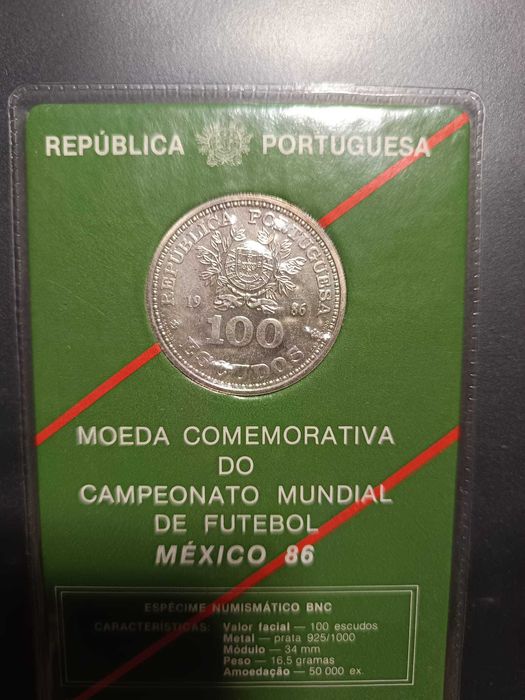 REPÚBLICA PORTUGUESA
REPÚBLICA PORTUGUESA
19 86
100
ESCUDOS
MOEDA COMEMORATIVA
DO
CAMPEONATO MUNDIAL
DE FUTEBOL
MÉXICO 86
ESPÉCIME NUMISMÁTICO BNC
CARACTERÍSTICAS: Valor facial — 100 escudos
Metal — prata 925/1000
Módulo — 34 mm
Peso — 16,5 gramas
Amoedação — 50 000 ex.